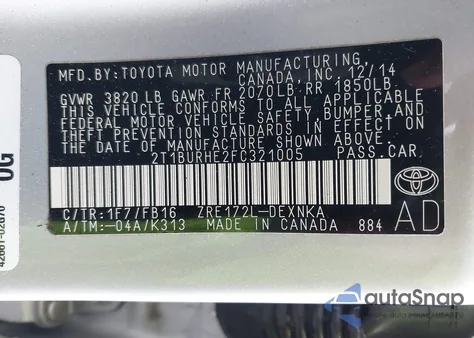 MFD.BY:TOYOTA MOTOR MANUFACTURING,
CANADA, INC. 12/14
GVWR 3820 LB GAWR FR 2070LB, RR 1850LB.
THIS VEHICLE CONFORMS TO ALL APPLICABLE
FEDERAL MOTOR VEHICLE SAFETY, BUMPER, AND
THEFT PREVENTION STANDARDS IN EFFECT ON
THE DATE OF MANUFACTURE SHOWN ABOVE.
2T1BURHE2FC321005 PASS.CAR
C/TR:1F7/FB16 ZRE172L-DEXNKA
A/TM:-04A/K313 MADE IN CANADA 884
AD
OG
42661-02G70
autoSnap